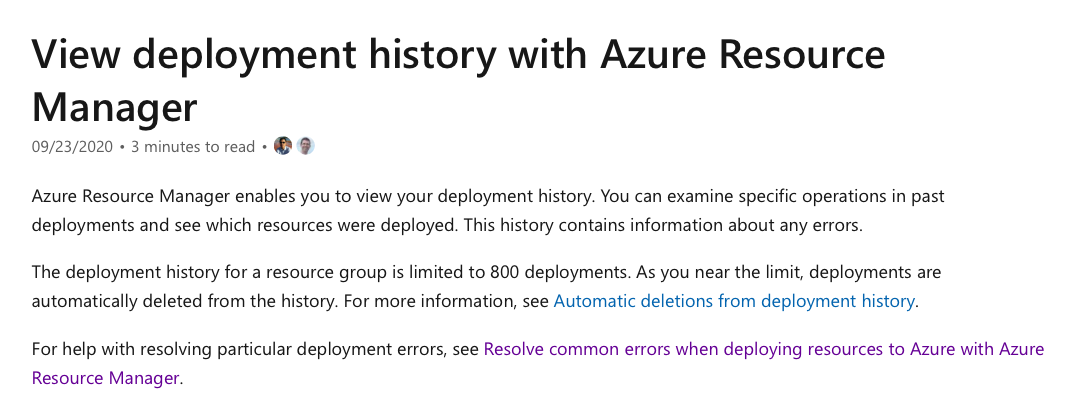 View deployment history with Azure Resource
Manager
09/23/2020 • 3 minutes to read •
Azure Resource Manager enables you to view your deployment history. You can examine specific operations in past
deployments and see which resources were deployed. This history contains information about any errors.
The deployment history for a resource group is limited to 800 deployments. As you near the limit, deployments are
automatically deleted from the history. For more information, see Automatic deletions from deployment history.
For help with resolving particular deployment errors, see Resolve common errors when deploying resources to Azure with Azure
Resource Manager.